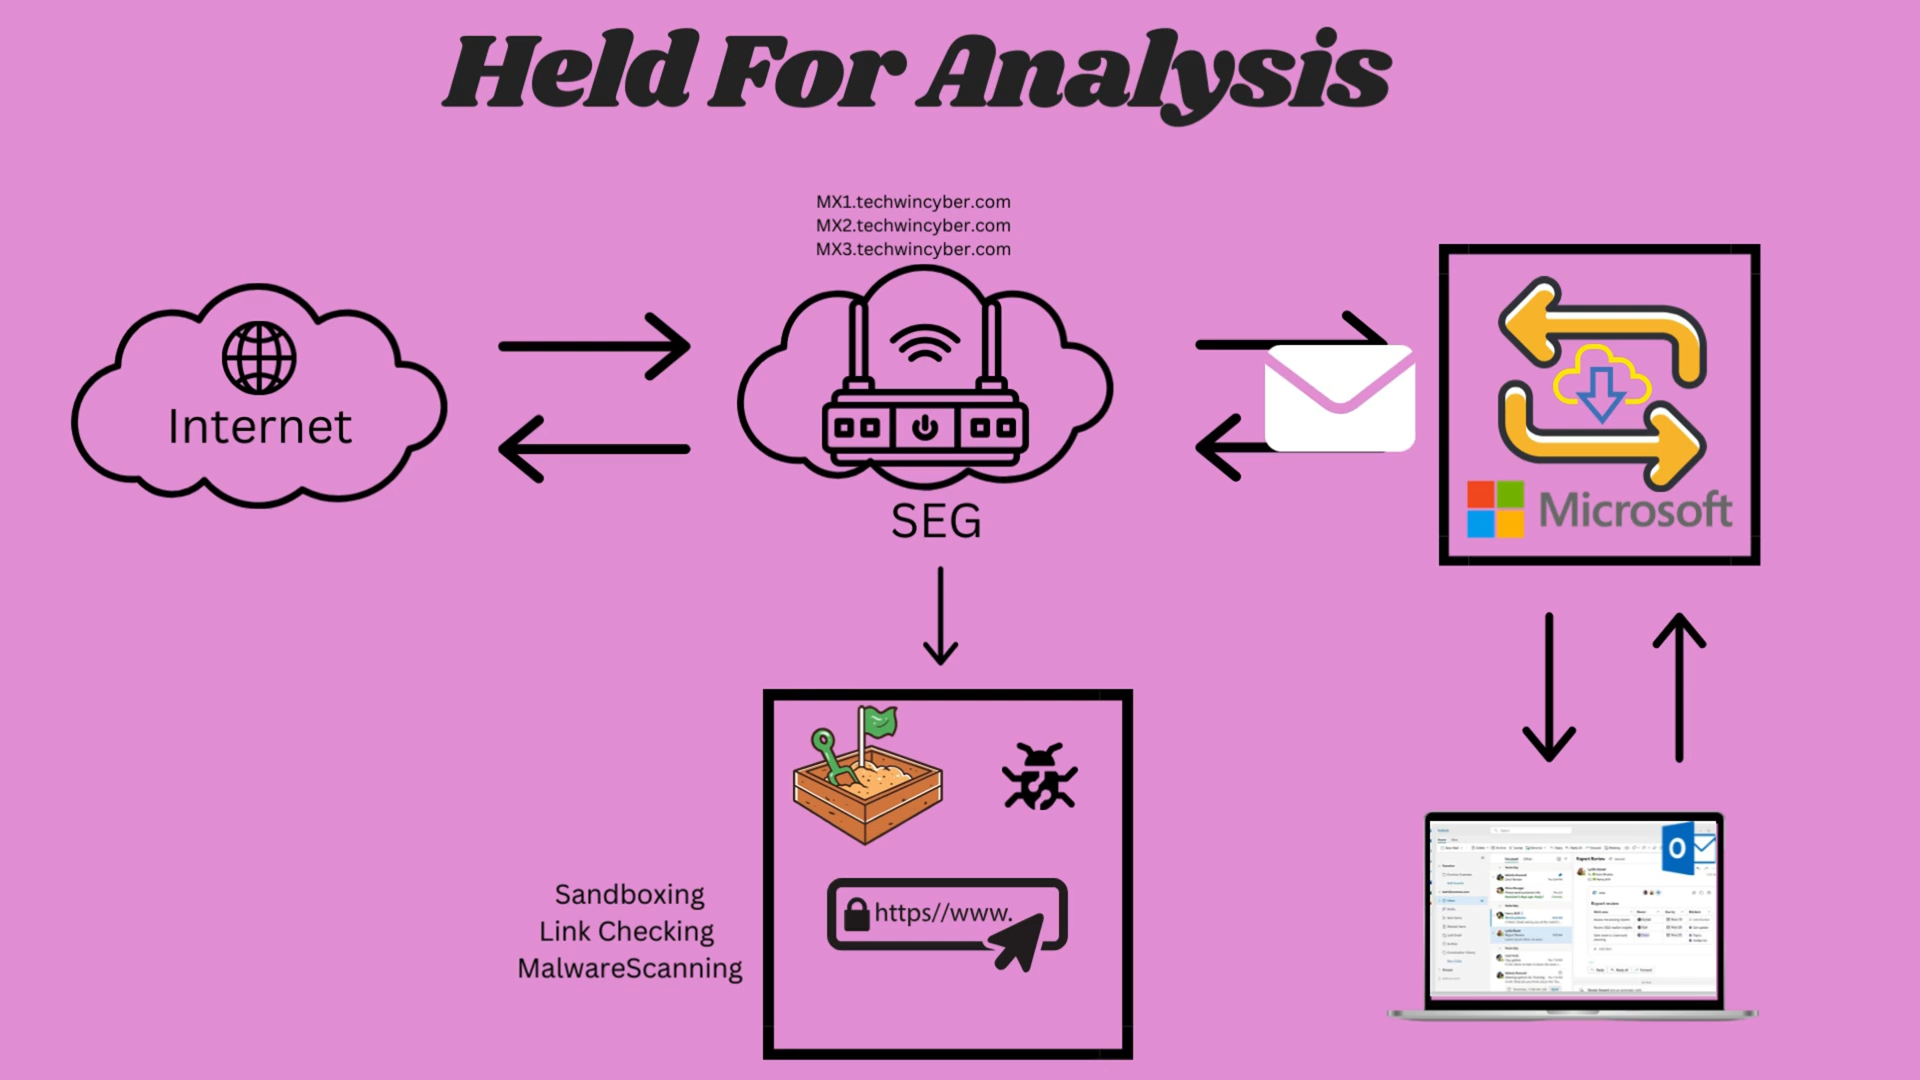 Held For Analysis
MX1.techwincyber.com
MX2.techwincyber.com
MX3.techwincyber.com
Internet
SEG
Microsoft
Sandboxing
Link Checking
MalwareScanning
https//www.
O